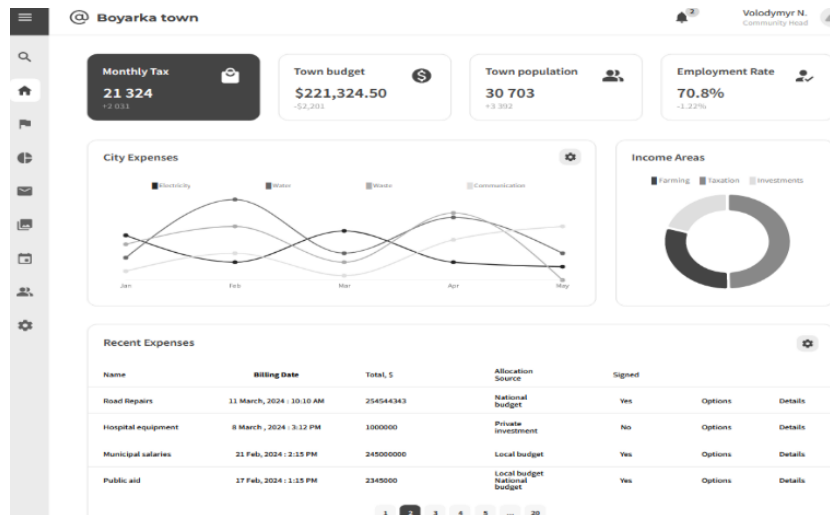 @ Boyarka town
2
Volodymyr N.
Community Head
Monthly Tax
21 324
+2 031
Town budget
$221,324.50
-$2,201
Town population
30 703
+3 392
Employment Rate
70.8%
-1.22%
City Expenses
Electricity Water Waste Communication
Jan Feb Mar Apr May
Income Areas
Farming Taxation Investments
Recent Expenses
Name Billing Date Total, $ Allocation Source Signed
Road Repairs 11 March, 2024 : 10:10 AM 254544343 National budget Yes Options Details
Hospital equipment 8 March , 2024 : 3:12 PM 1000000 Private investment No Options Details
Municipal salaries 21 Feb, 2024 : 2:15 PM 245000000 Local budget Yes Options Details
Public aid 17 Feb, 2024 : 1:15 PM 2345000 Local budget National budget Yes Options Details
1 2 3 4 5 ... 20